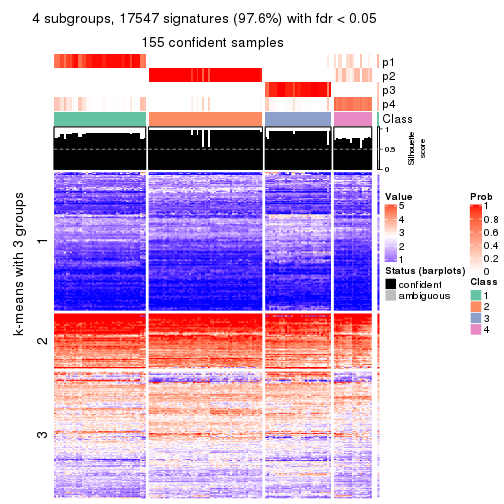 4 subgroups, 17547 signatures (97.6%) with fdr < 0.05
155 confident samples
p1
p2
p3
p4
Class
1
0.5
0
Silhouette
score
k-means with 3 groups
1
2
3
Value
5
4
3
2
1
Status (barplots)
confident
ambiguous
Prob
1
0.8
0.6
0.4
0.2
0
Class
1
2
3
4